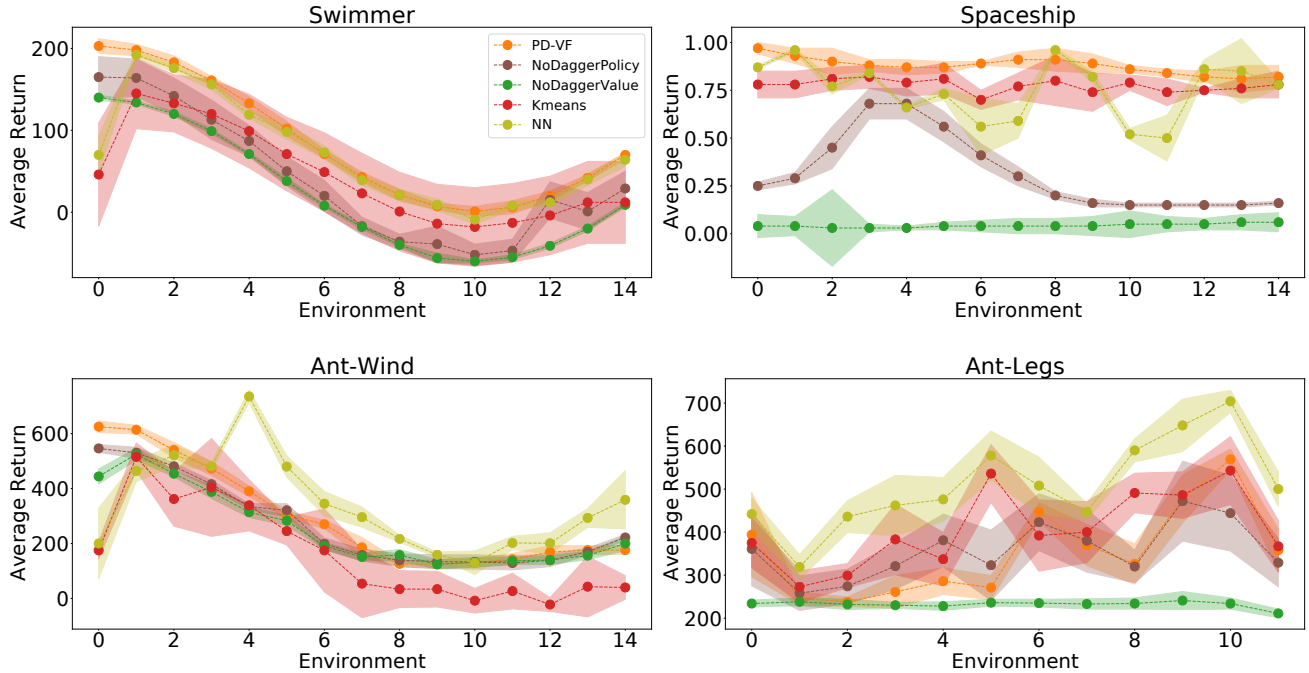 Swimmer
Average Return
200
100
0
PD-VF
NoDaggerPolicy
NoDaggerValue
Kmeans
NN
0 2 4 6 8 10 12 14
Environment
Spaceship
Average Return
1.00
0.75
0.50
0.25
0.00
0 2 4 6 8 10 12 14
Environment
Ant-Wind
Average Return
600
400
200
0
0 2 4 6 8 10 12 14
Environment
Ant-Legs
Average Return
700
600
500
400
300
200
0 2 4 6 8 10
Environment